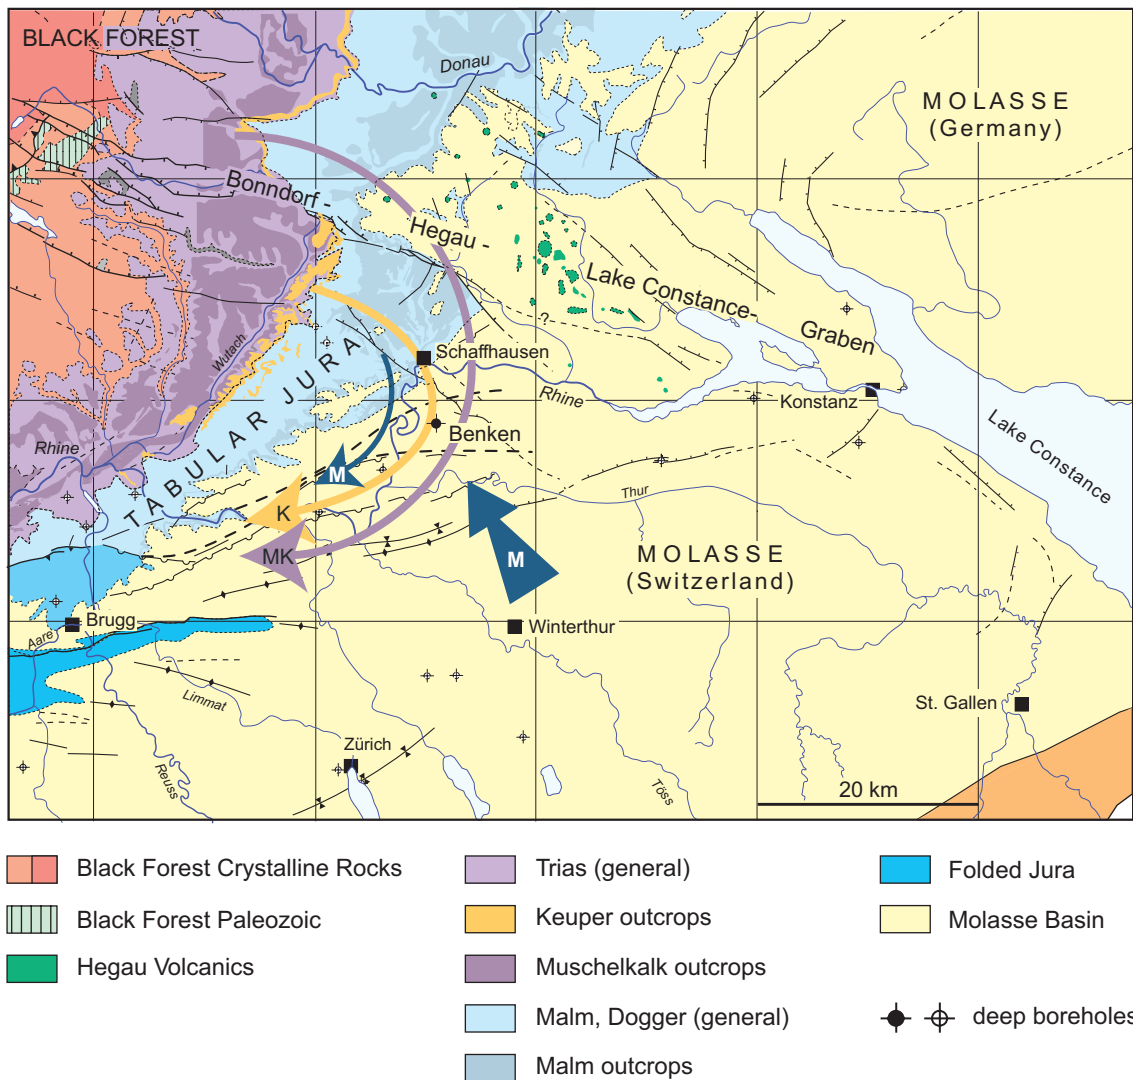 BLACK FOREST
Donau
MOLASSE
(Germany)
Bonndorf -
Hegau -
Lake Constance-
Graben
?
Wutach
TABULAR JURA
Schaffhausen
Rhine
Konstanz
Lake Constance
Benken
Rhine
M
K
MK
Thur
M
MOLASSE
(Switzerland)
Brugg
Aare
Winterthur
Limmat
St. Gallen
Zürich
Reuss
Töss
20 km
Black Forest Crystalline Rocks
Black Forest Paleozoic
Hegau Volcanics
Trias (general)
Keuper outcrops
Muschelkalk outcrops
Malm, Dogger (general)
Malm outcrops
Folded Jura
Molasse Basin
deep boreholes